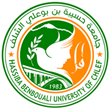 جامعة حسيبة بن بوعلي الشلف
1983
HASSIBA BENBOUALI UNIVERSITY OF CHLEF